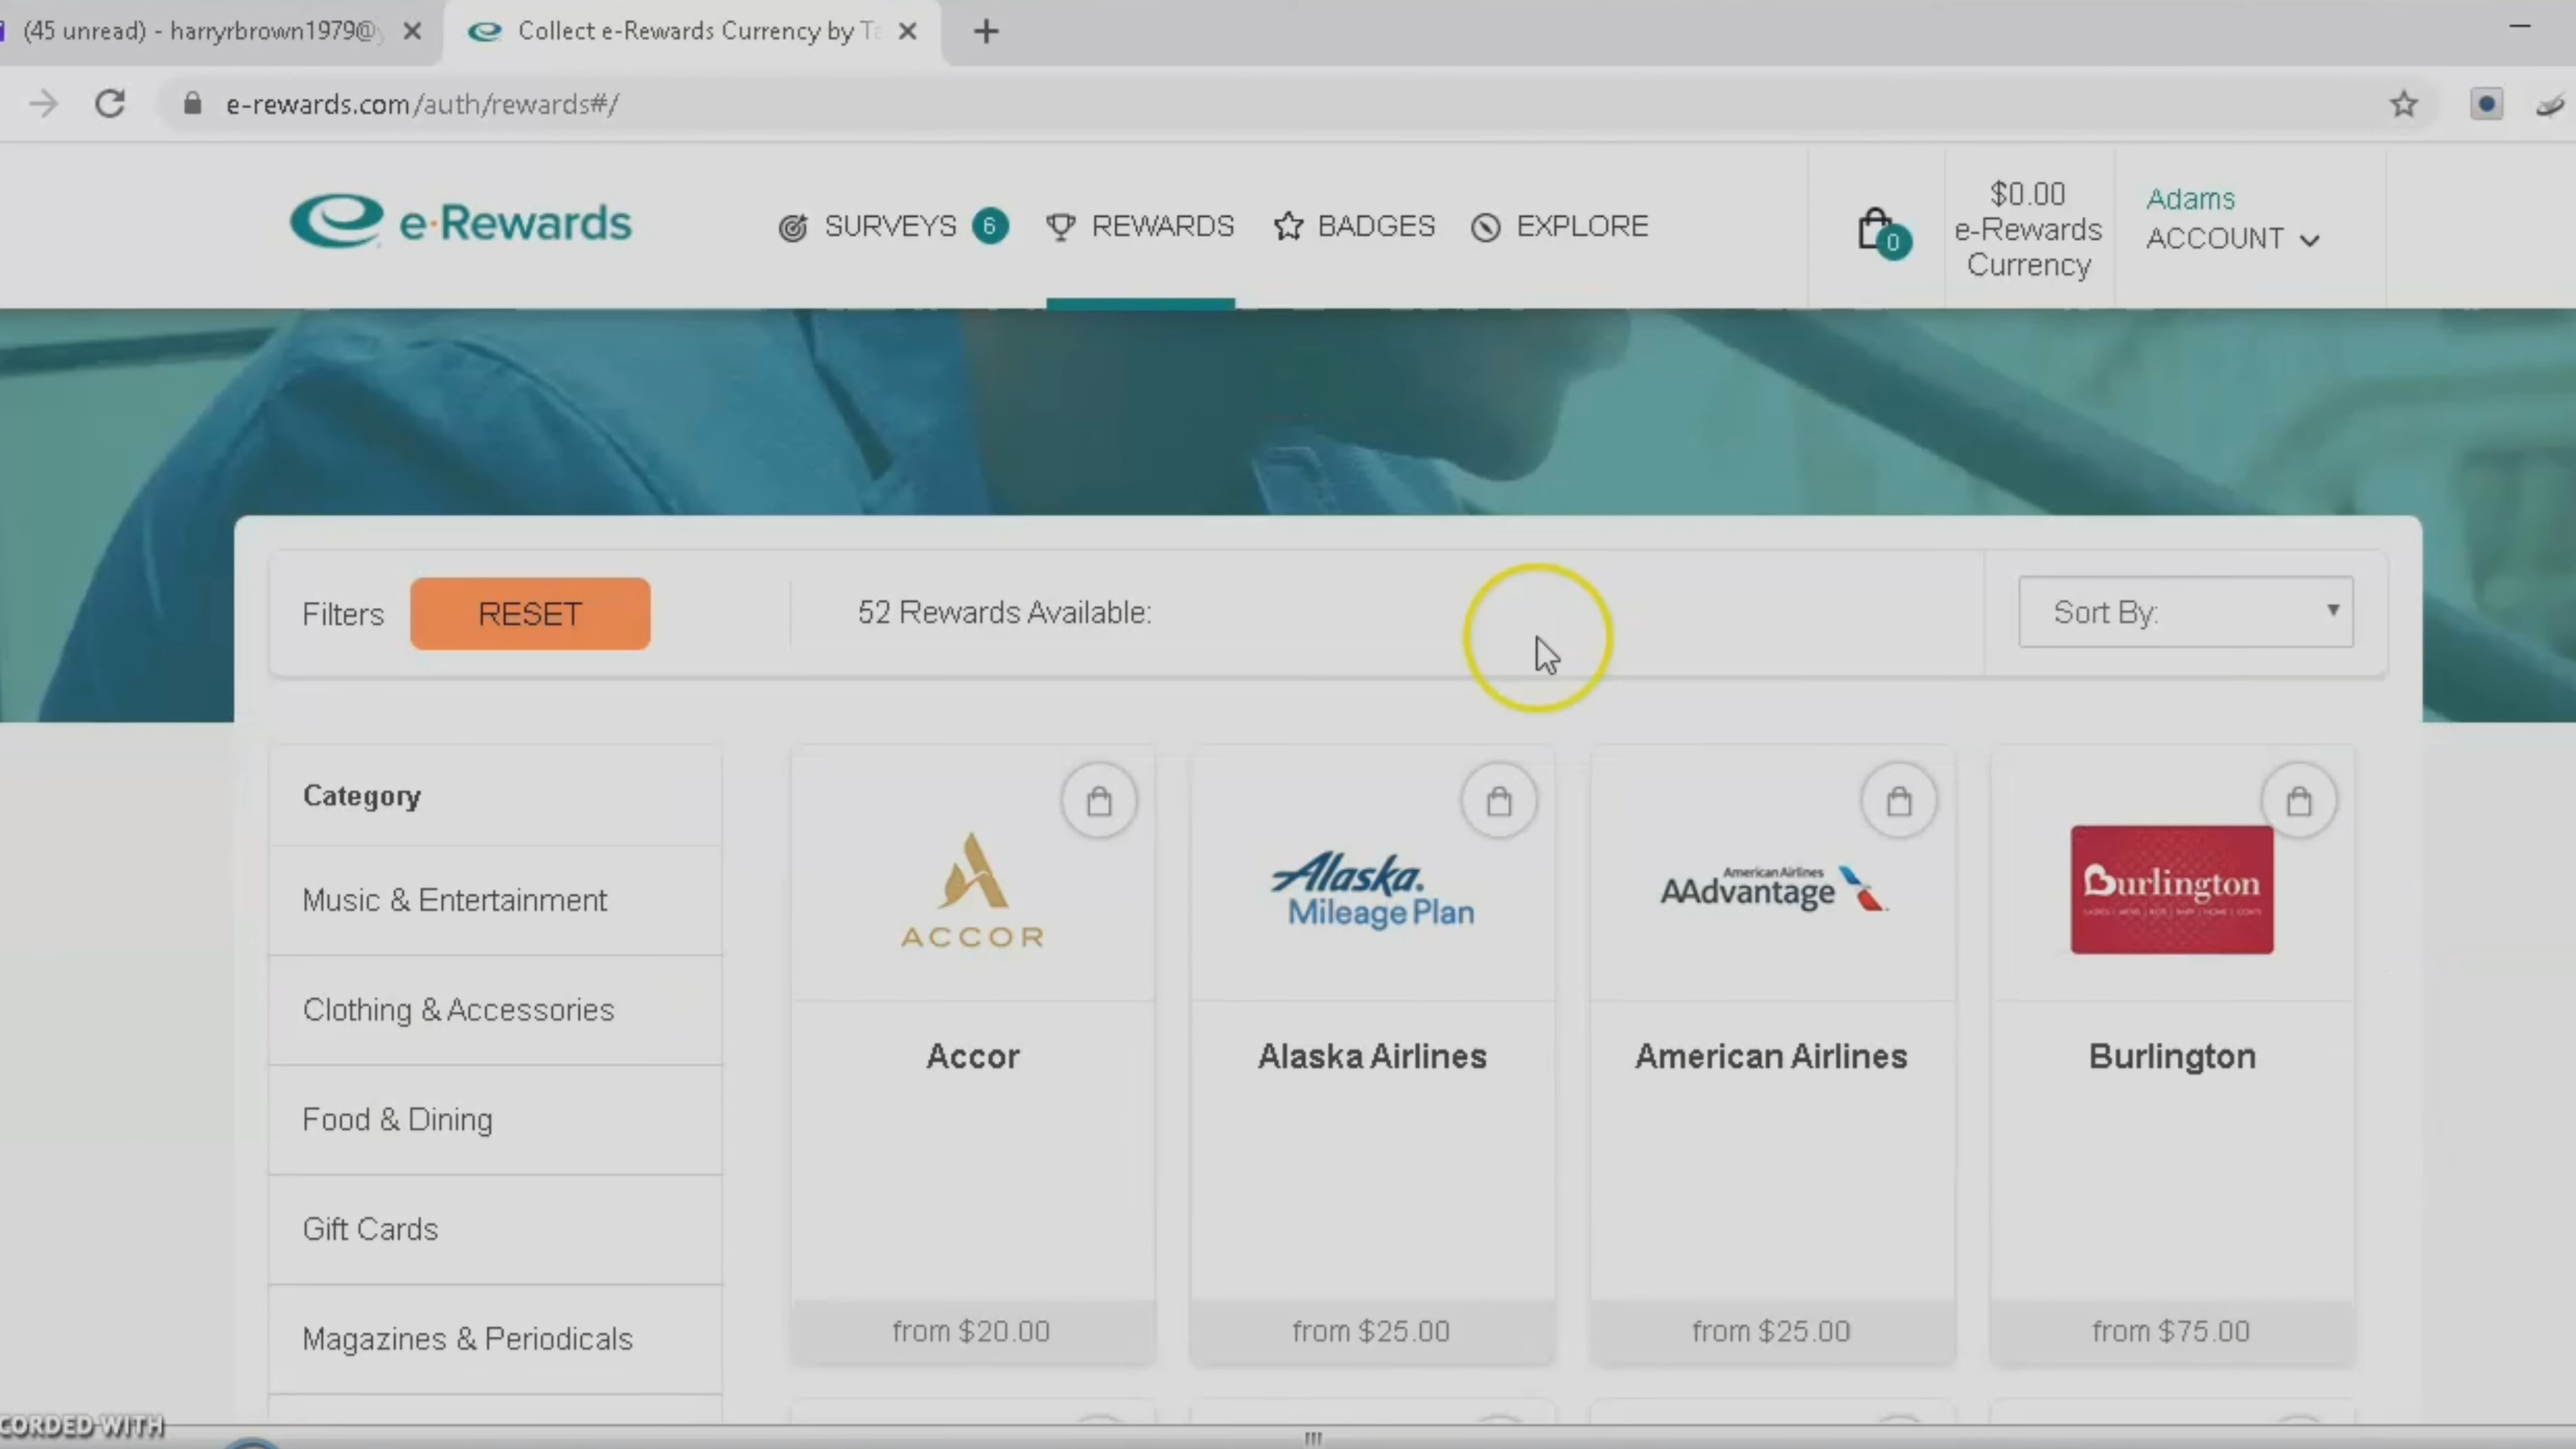 (45 unread) - harryrbrown1979@
Collect e-Rewards Currency by
e-rewards.com/auth/rewards#/
e·Rewards
SURVEYS 6
REWARDS
BADGES
EXPLORE
0
$0.00
e-Rewards
Currency
Adams
ACCOUNT
Filters
RESET
52 Rewards Available:
Sort By:
Category
Music & Entertainment
Clothing & Accessories
Food & Dining
Gift Cards
Magazines & Periodicals
ACCOR
Accor
from $20.00
Alaska.
Mileage Plan
Alaska Airlines
from $25.00
American Airlines
AAdvantage
American Airlines
from $25.00
Burlington
Burlington
from $75.00
CORDED WITH